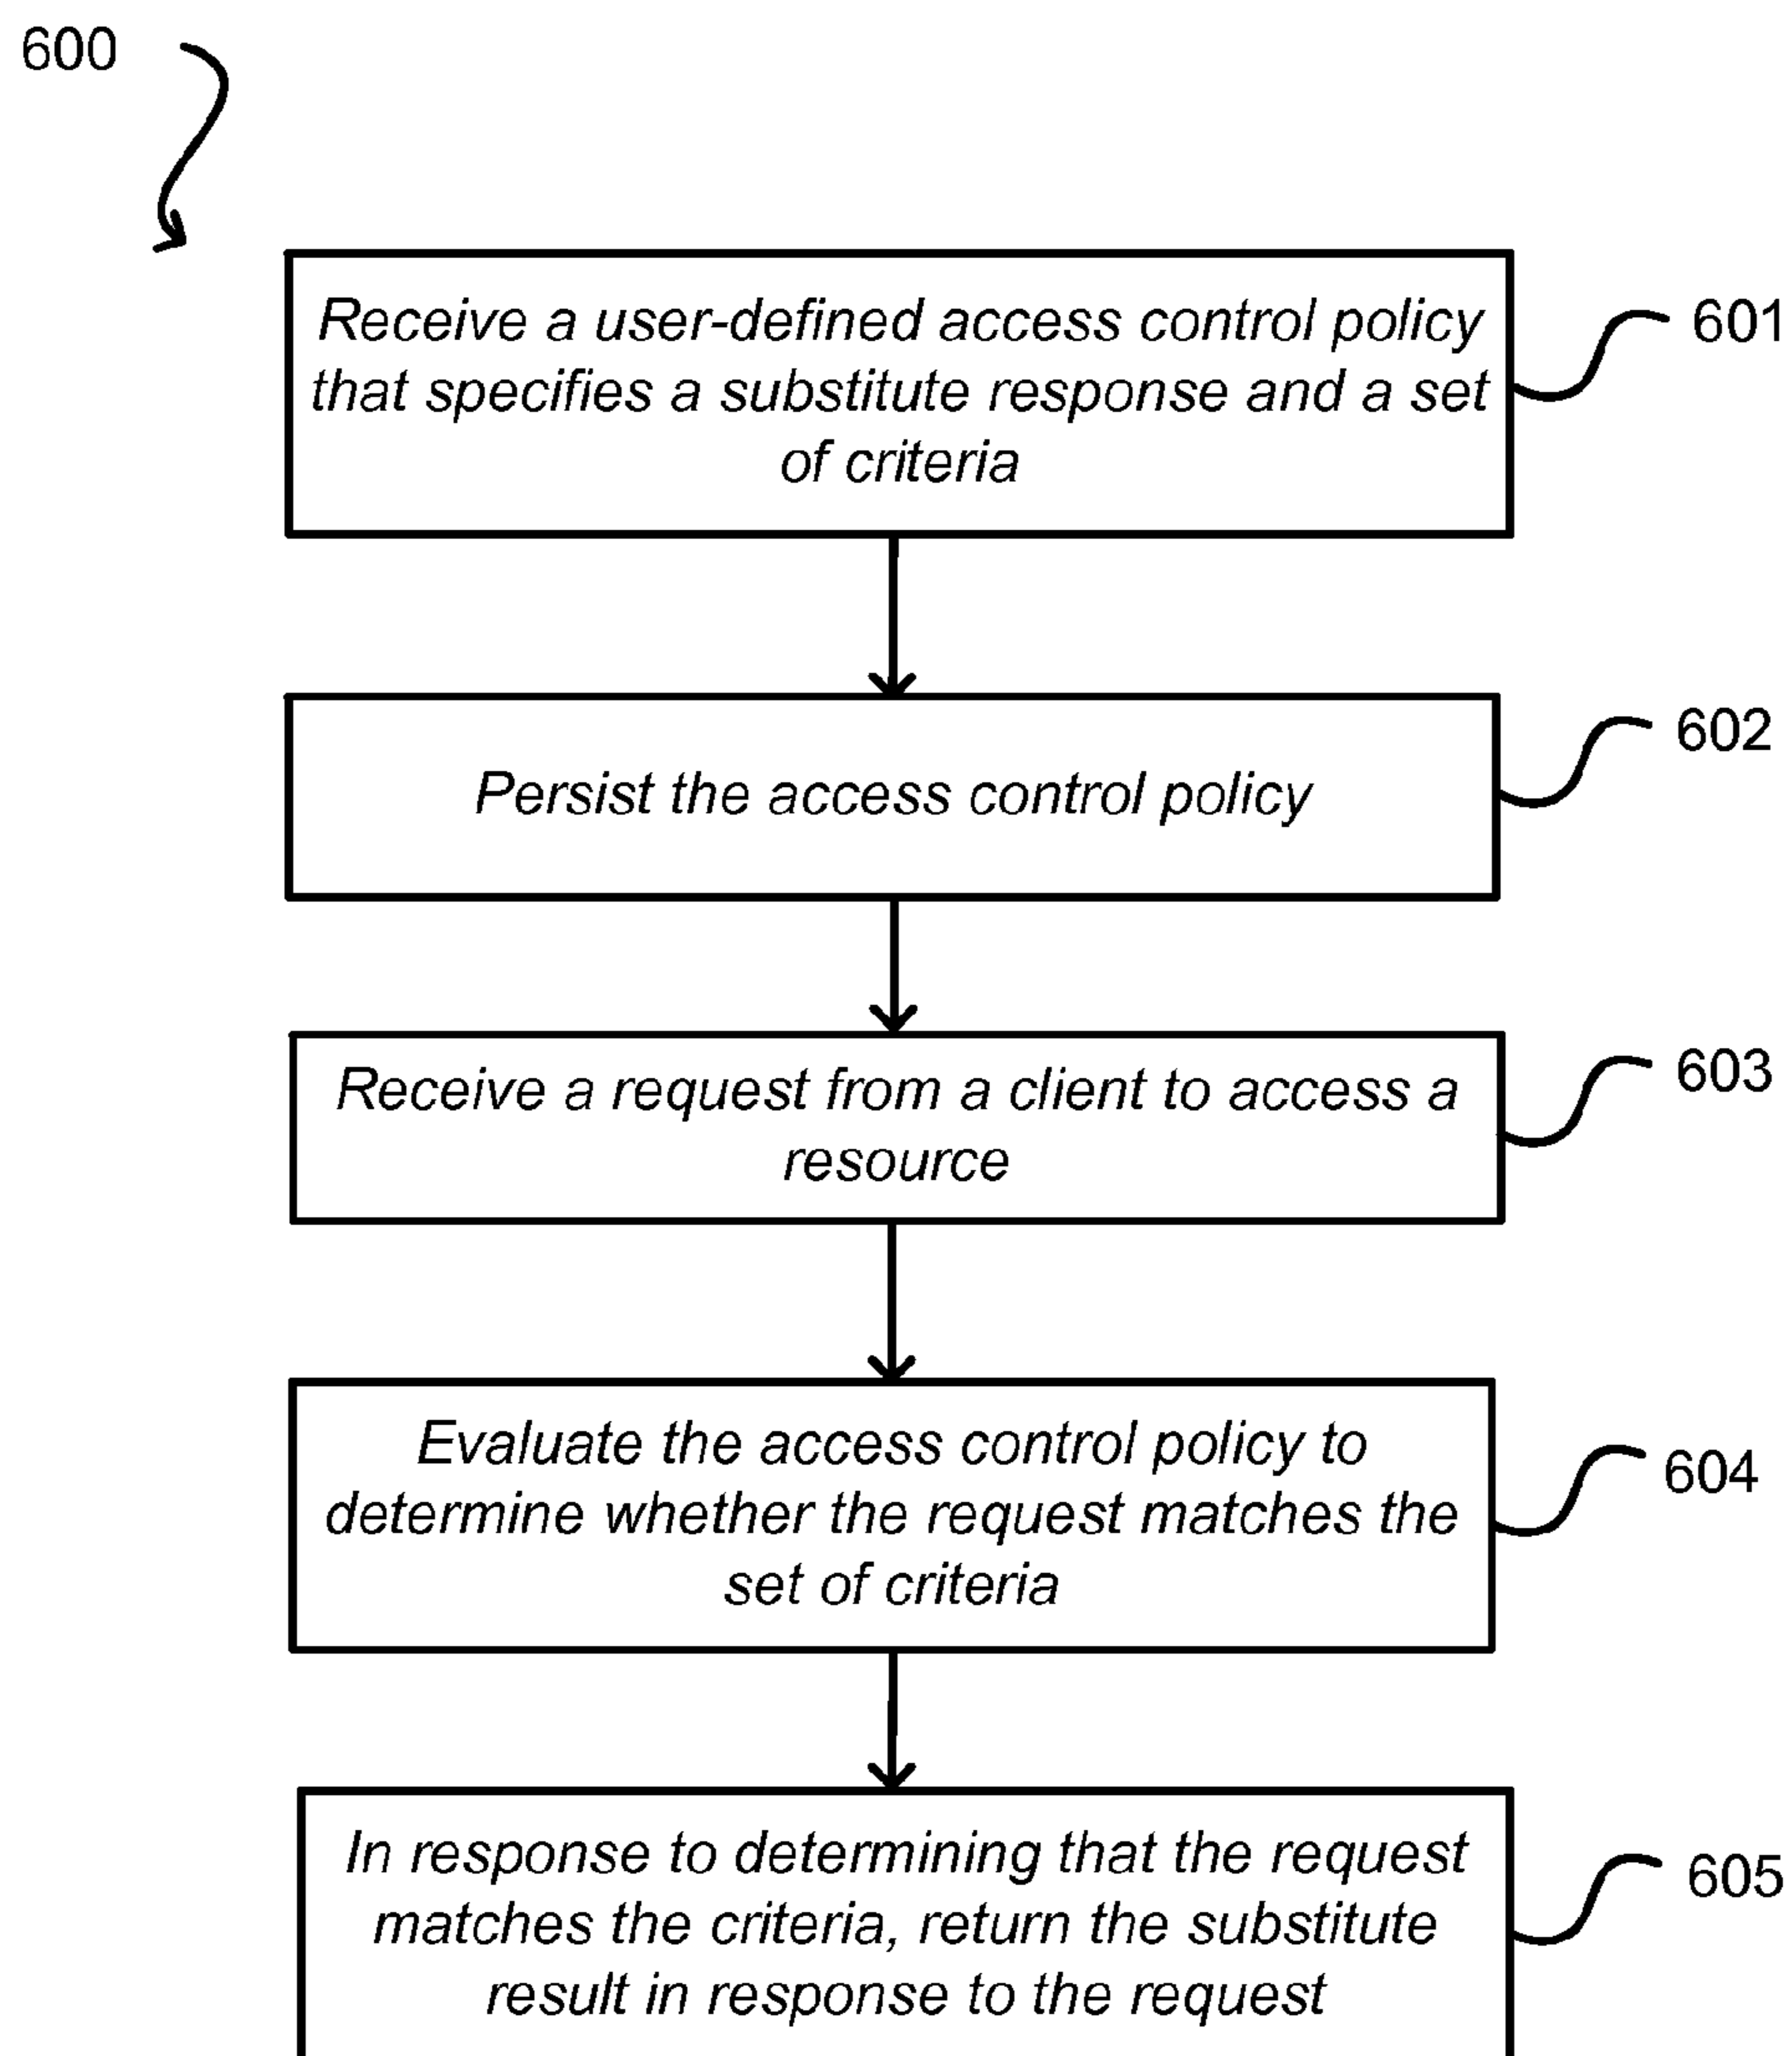 600
Receive a user-defined access control policy
that specifies a substitute response and a set
of criteria
601
Persist the access control policy
602
Receive a request from a client to access a
resource
603
Evaluate the access control policy to
determine whether the request matches the
set of criteria
604
In response to determining that the request
matches the criteria, return the substitute
result in response to the request
605